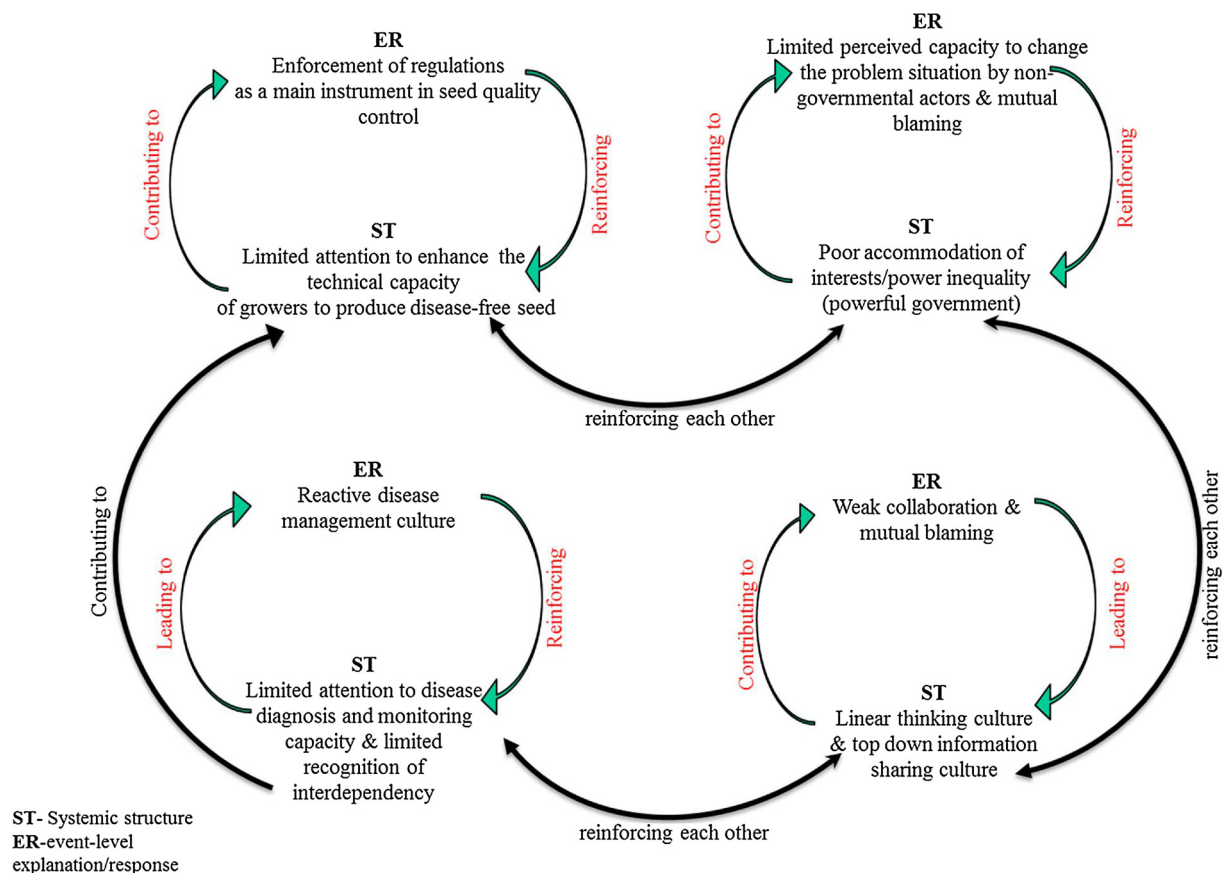 ER
Enforcement of regulations
as a main instrument in seed quality
control
Contributing to
Reinforcing
ST
Limited attention to enhance the
technical capacity
of growers to produce disease-free seed
ER
Limited perceived capacity to change
the problem situation by non-
governmental actors & mutual
blaming
Contributing to
Reinforcing
ST
Poor accommodation of
interests/power inequality
(powerful government)
reinforcing each other
Contributing to
ER
Reactive disease
management culture
Leading to
Reinforcing
ST
Limited attention to disease
diagnosis and monitoring
capacity & limited
recognition of
interdependency
ER
Weak collaboration &
mutual blaming
Contributing to
Leading to
ST
Linear thinking culture
& top down information
sharing culture
reinforcing each other
reinforcing each other
ST- Systemic structure
ER-event-level
explanation/response